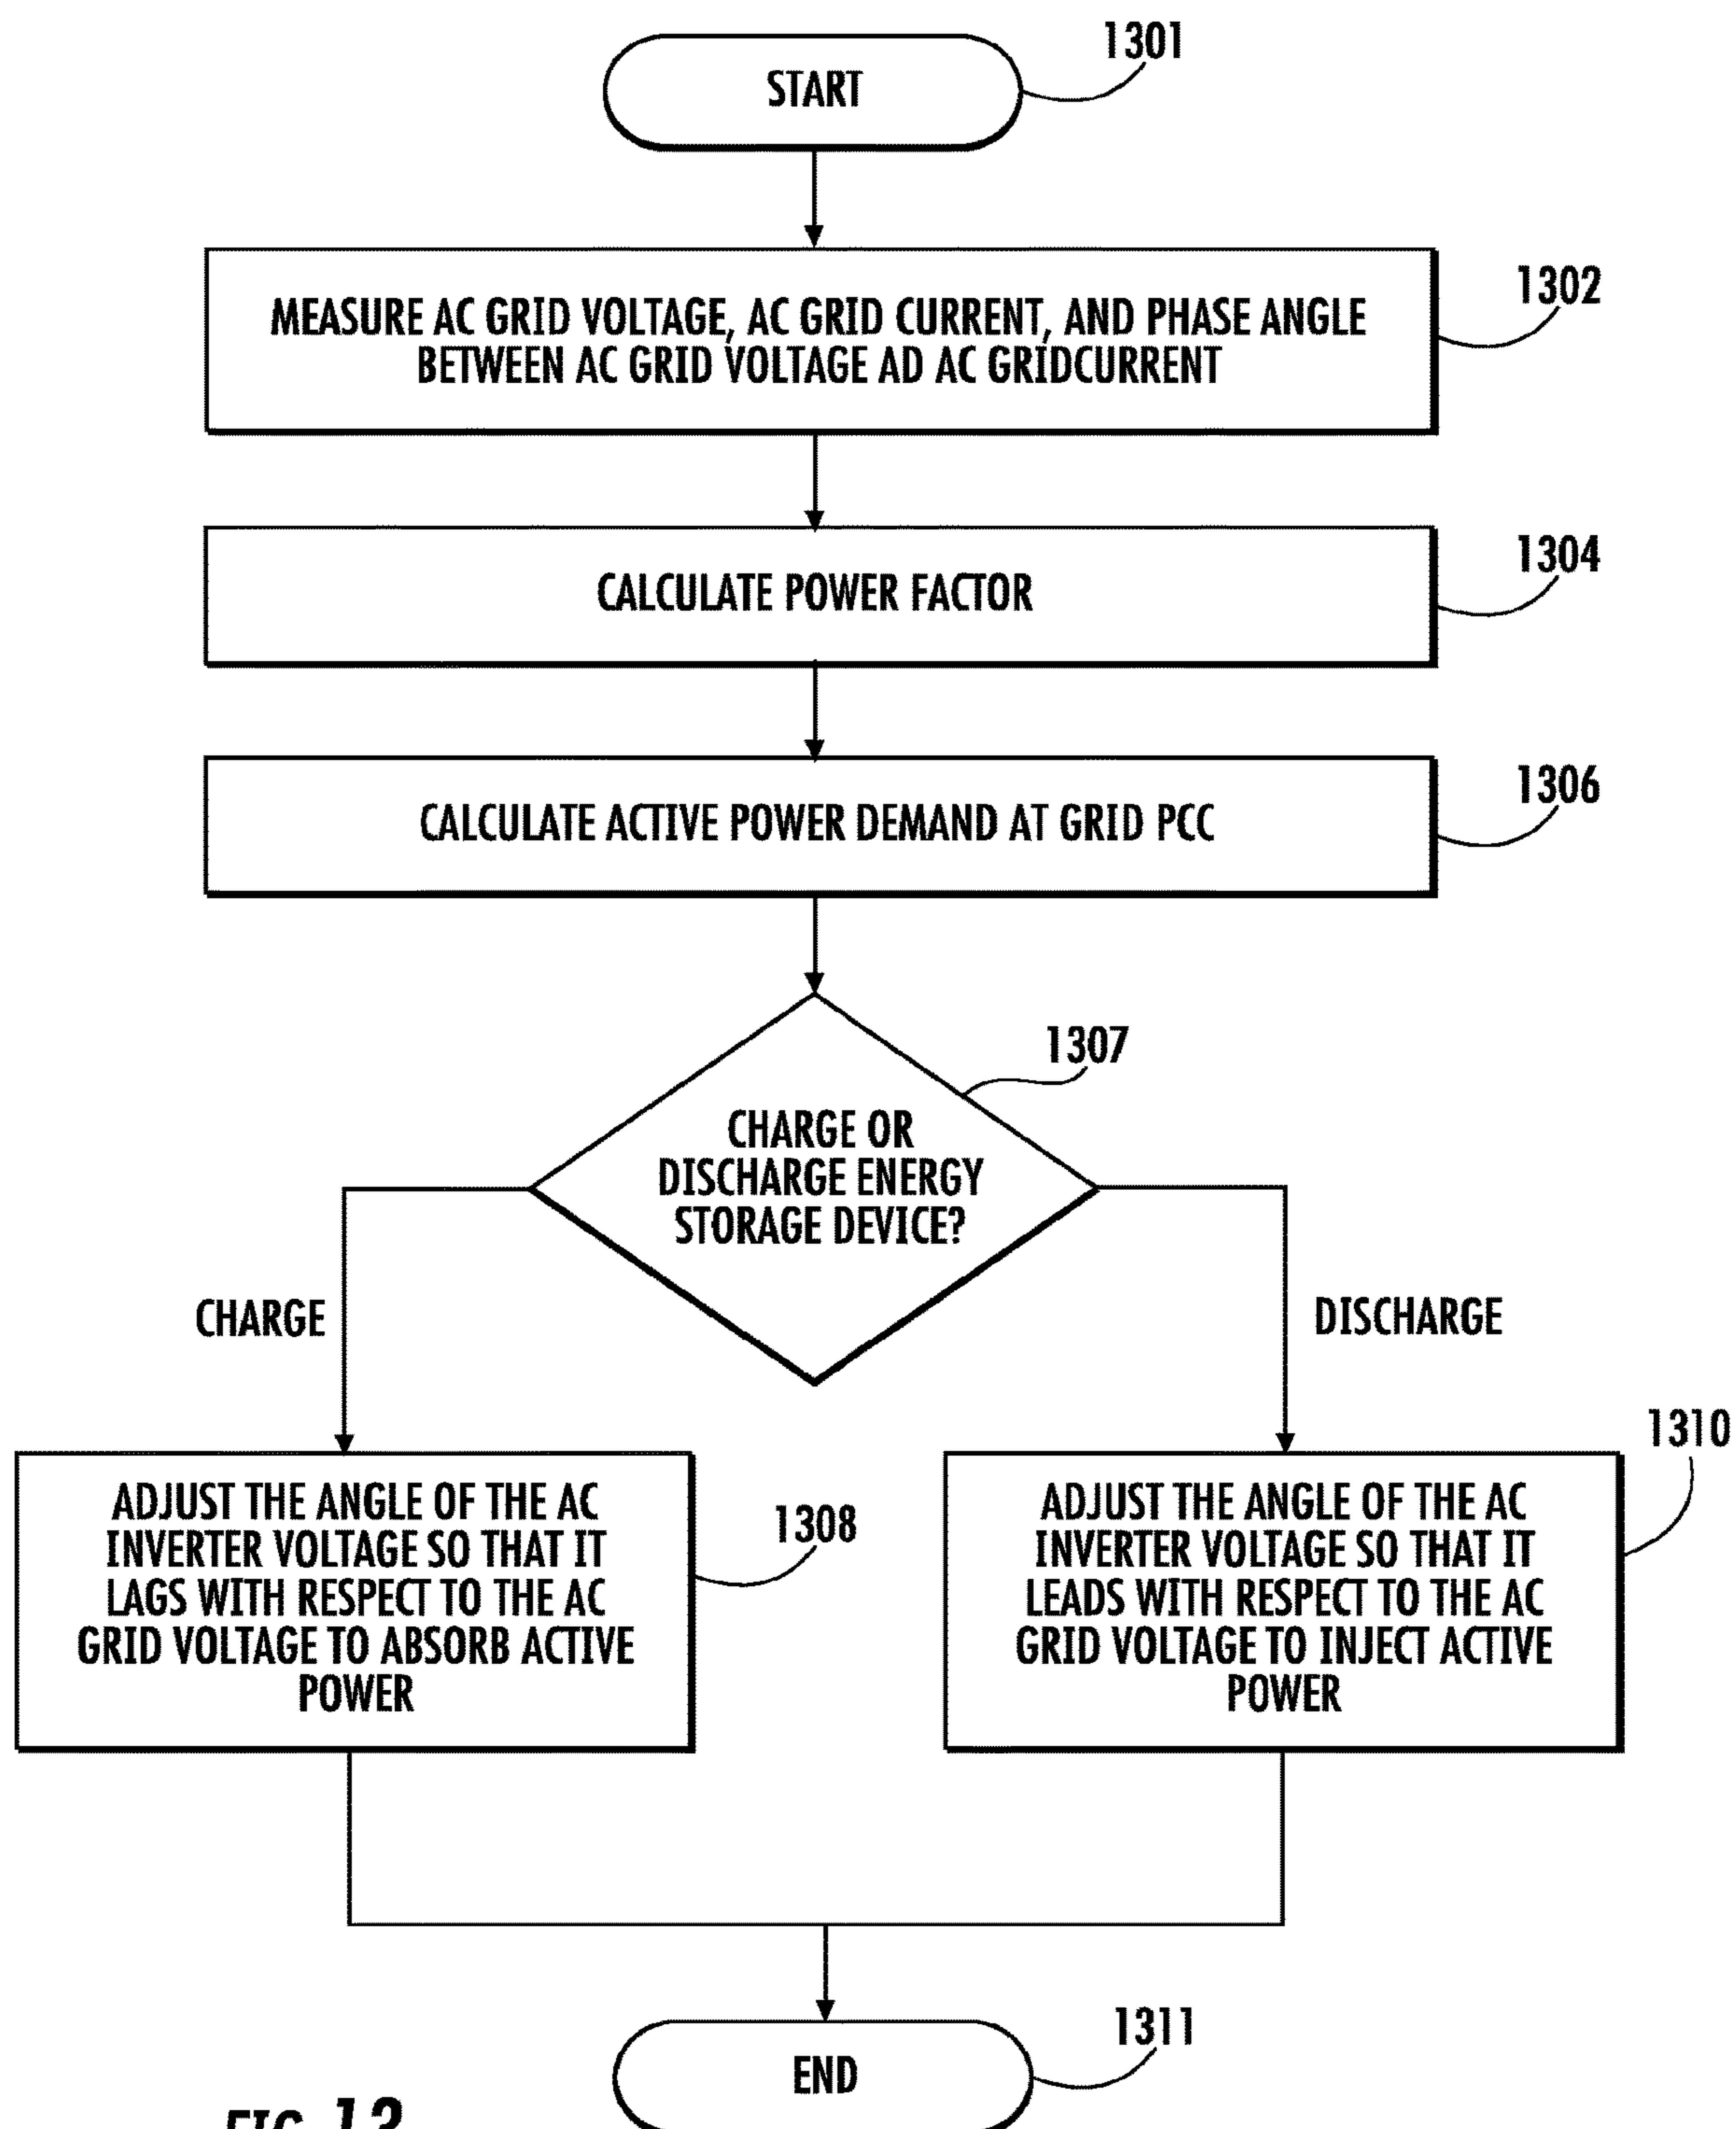 START
1301
MEASURE AC GRID VOLTAGE, AC GRID CURRENT, AND PHASE ANGLE
BETWEEN AC GRID VOLTAGE AD AC GRIDCURRENT
1302
CALCULATE POWER FACTOR
1304
CALCULATE ACTIVE POWER DEMAND AT GRID PCC
1306
1307
CHARGE OR
DISCHARGE ENERGY
STORAGE DEVICE?
CHARGE
DISCHARGE
ADJUST THE ANGLE OF THE AC
INVERTER VOLTAGE SO THAT IT
LAGS WITH RESPECT TO THE AC
GRID VOLTAGE TO ABSORB ACTIVE
POWER
1308
ADJUST THE ANGLE OF THE AC
INVERTER VOLTAGE SO THAT IT
LEADS WITH RESPECT TO THE AC
GRID VOLTAGE TO INJECT ACTIVE
POWER
1310
END
1311
FIG.